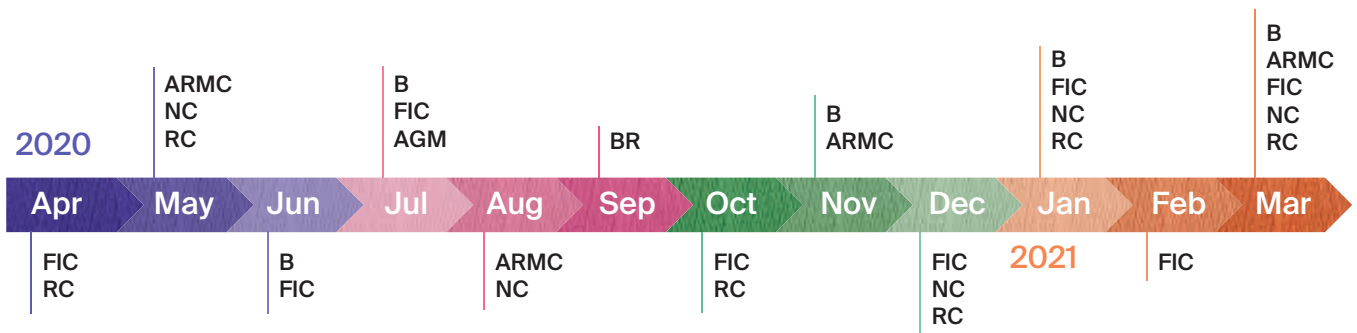 B
ARMC
FIC
NC
RC
B
FIC
NC
RC
ARMC
NC
RC
B
FIC
AGM
BR
B
ARMC
2020
Apr
May
Jun
Jul
Aug
Sep
Oct
Nov
Dec
Jan
Feb
Mar
2021
FIC
RC
B
FIC
ARMC
NC
FIC
RC
FIC
NC
RC
FIC